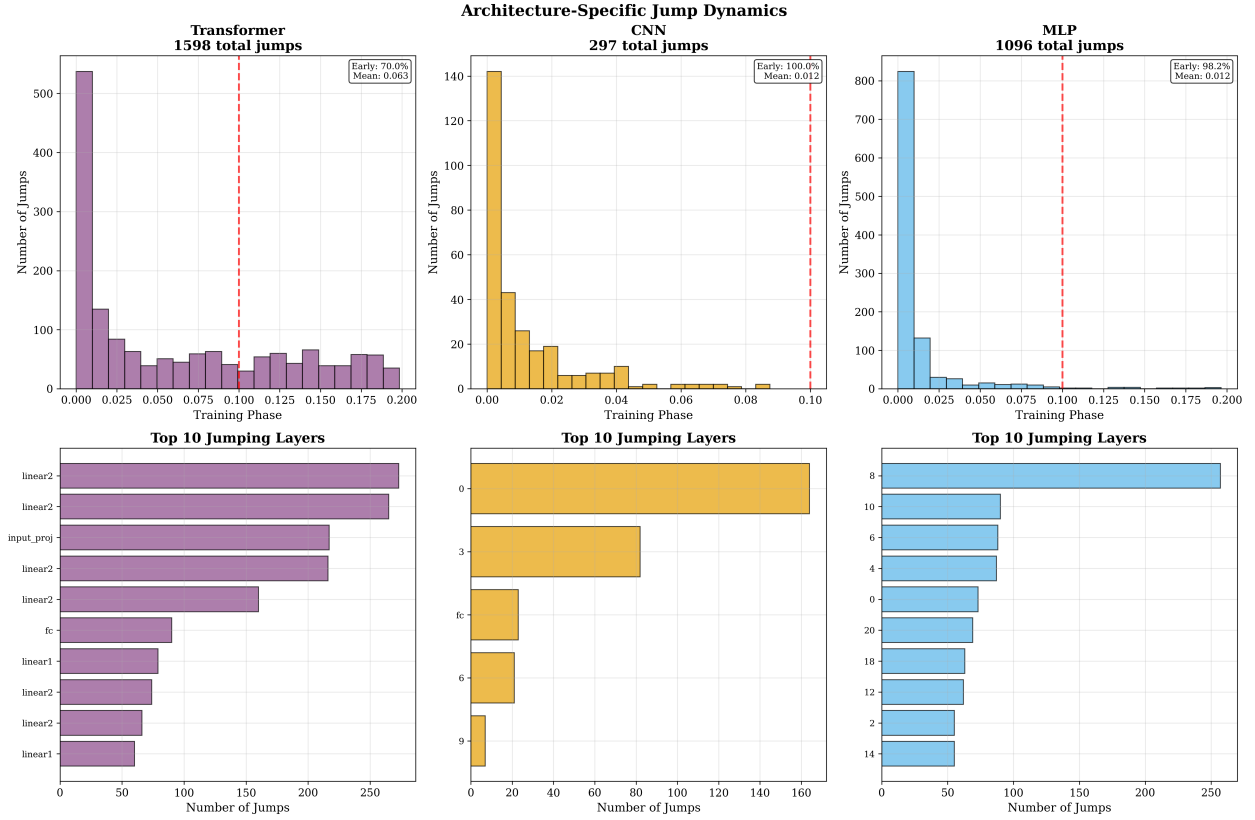 Architecture-Specific Jump Dynamics
Transformer
1598 total jumps
Early: 70.0%
Mean: 0.063
500
400
300
200
100
0
Number of Jumps
0.000 0.025 0.050 0.075 0.100 0.125 0.150 0.175 0.200
Training Phase
CNN
297 total jumps
Early: 100.0%
Mean: 0.012
140
120
100
80
60
40
20
0
Number of Jumps
0.00 0.02 0.04 0.06 0.08 0.10
Training Phase
MLP
1096 total jumps
Early: 98.2%
Mean: 0.012
800
700
600
500
400
300
200
100
0
Number of Jumps
0.000 0.025 0.050 0.075 0.100 0.125 0.150 0.175 0.200
Training Phase
Top 10 Jumping Layers
linear2
linear2
input_proj
linear2
linear2
fc
linear1
linear2
linear2
linear1
0 50 100 150 200 250
Number of Jumps
Top 10 Jumping Layers
0
3
fc
6
9
0 20 40 60 80 100 120 140 160
Number of Jumps
Top 10 Jumping Layers
8
10
6
4
0
20
18
12
2
14
0 50 100 150 200 250
Number of Jumps